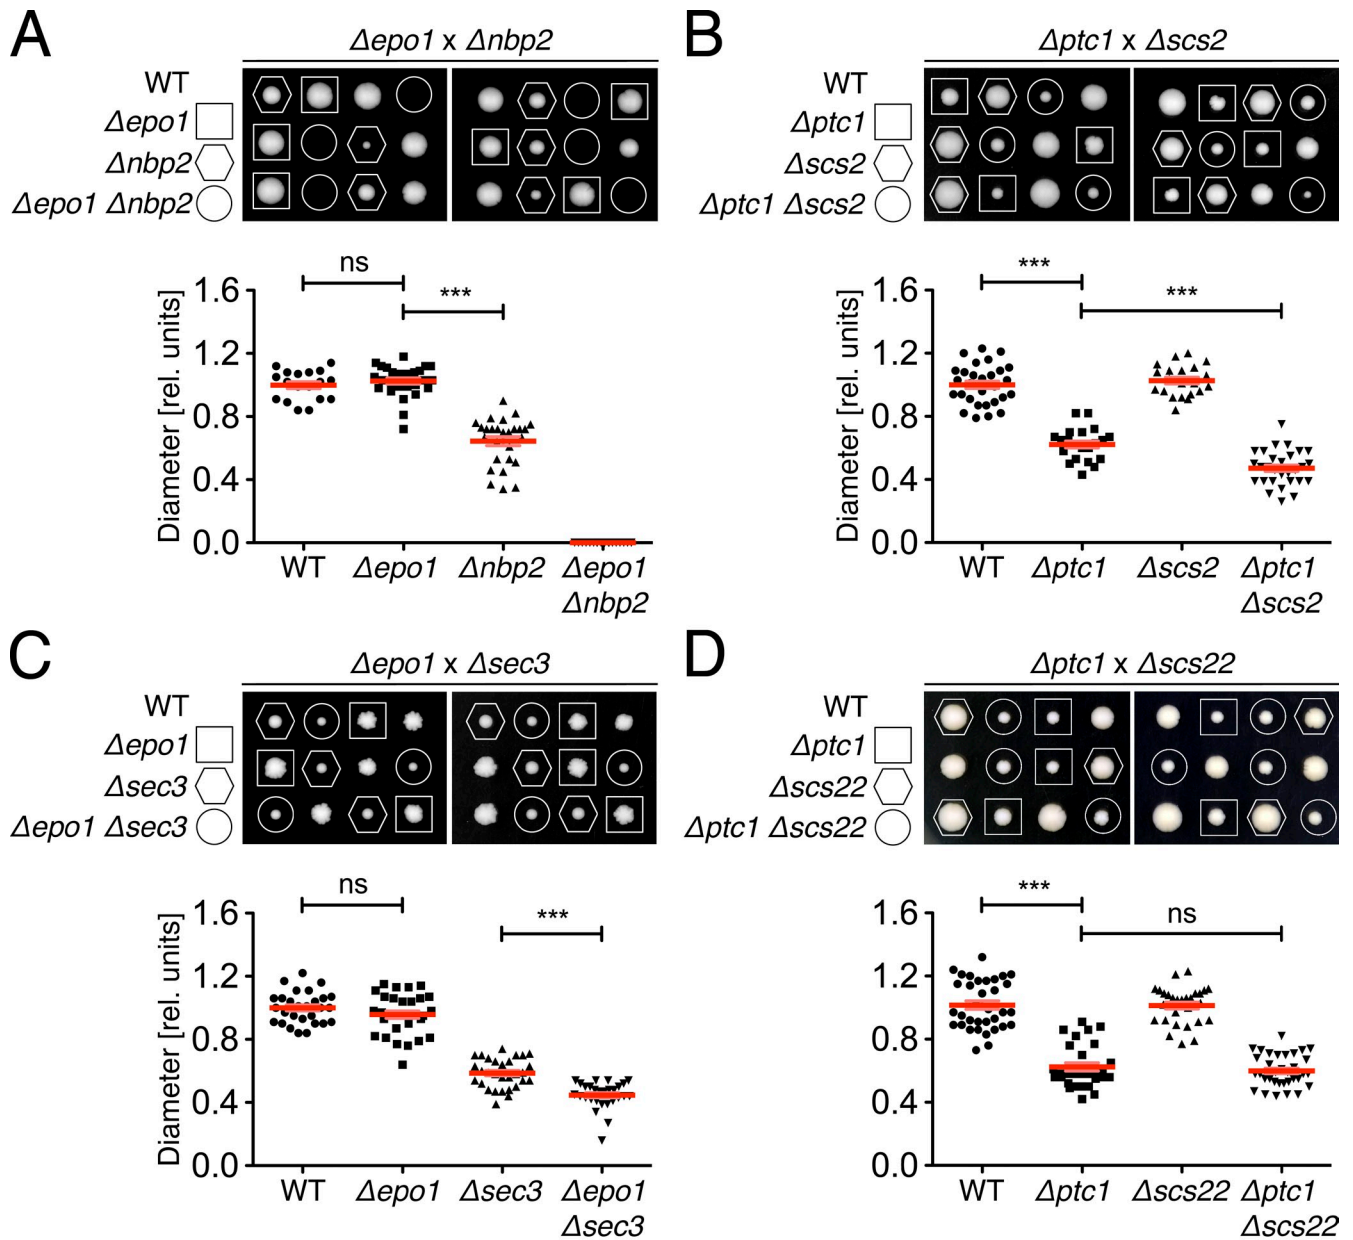 A
Δepo1 x Δnbp2
WT
Δepo1
Δnbp2
Δepo1 Δnbp2
ns
***
Diameter [rel. units]
1.6
1.2
0.8
0.4
0.0
WT
Δepo1
Δnbp2
Δepo1
Δnbp2
B
Δptc1 x Δscs2
WT
Δptc1
Δscs2
Δptc1 Δscs2
***
***
Diameter [rel. units]
1.6
1.2
0.8
0.4
0.0
WT
Δptc1
Δscs2
Δptc1
Δscs2
C
Δepo1 x Δsec3
WT
Δepo1
Δsec3
Δepo1 Δsec3
ns
***
Diameter [rel. units]
1.6
1.2
0.8
0.4
0.0
WT
Δepo1
Δsec3
Δepo1
Δsec3
D
Δptc1 x Δscs22
WT
Δptc1
Δscs22
Δptc1 Δscs22
***
ns
1.6
1.2
0.8
0.4
0.0
WT
Δptc1
Δscs22
Δptc1
Δscs22